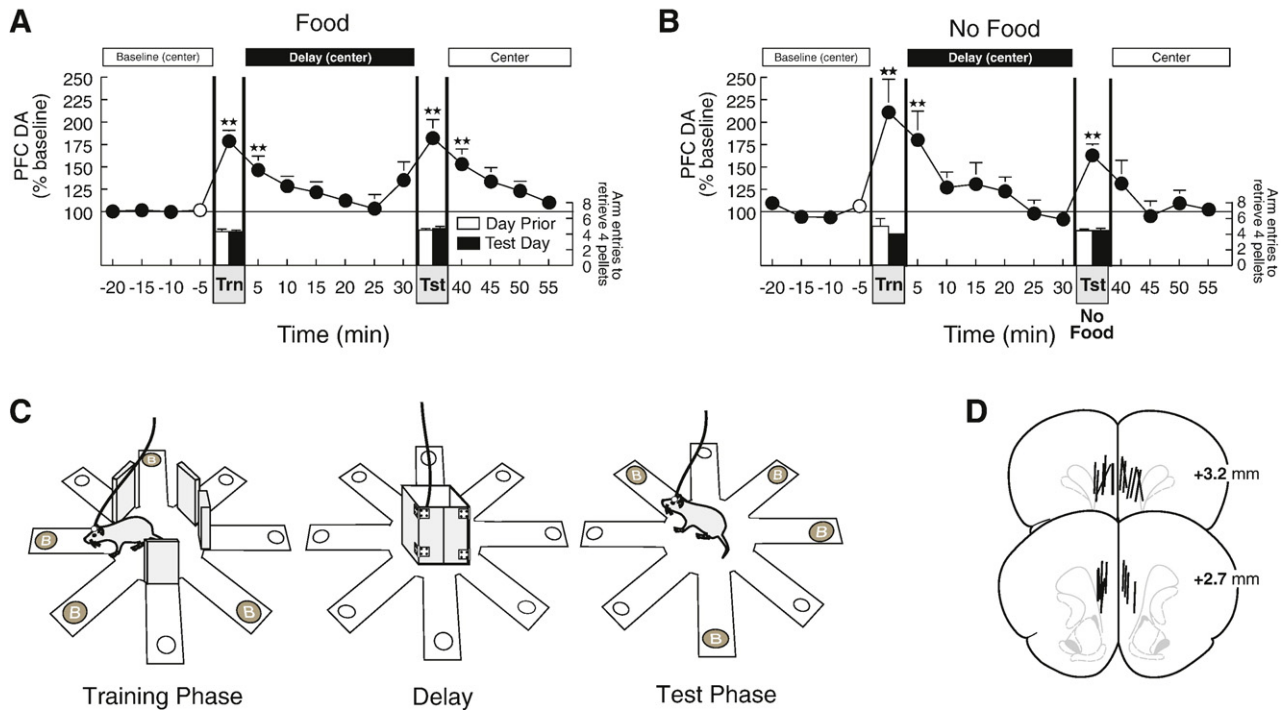 A
Food
Baseline (center)
Delay (center)
Center
PFC DA
(% baseline)
250
225
200
175
150
125
100
★★
★★
★★
★★
Day Prior
Test Day
8
6
4
2
0
Arm entries to
retrieve 4 pellets
-20 -15 -10 -5 Trn 5 10 15 20 25 30 Tst 40 45 50 55
Time (min)
B
No Food
Baseline (center)
Delay (center)
Center
PFC DA
(% baseline)
250
225
200
175
150
125
100
★★
★★
★★
8
6
4
2
0
Arm entries to
retrieve 4 pellets
-20 -15 -10 -5 Trn 5 10 15 20 25 30 Tst 40 45 50 55
Time (min)
No
Food
C
B
B
B
B
Training Phase
Delay
B
B
B
B
Test Phase
D
+3.2 mm
+2.7 mm